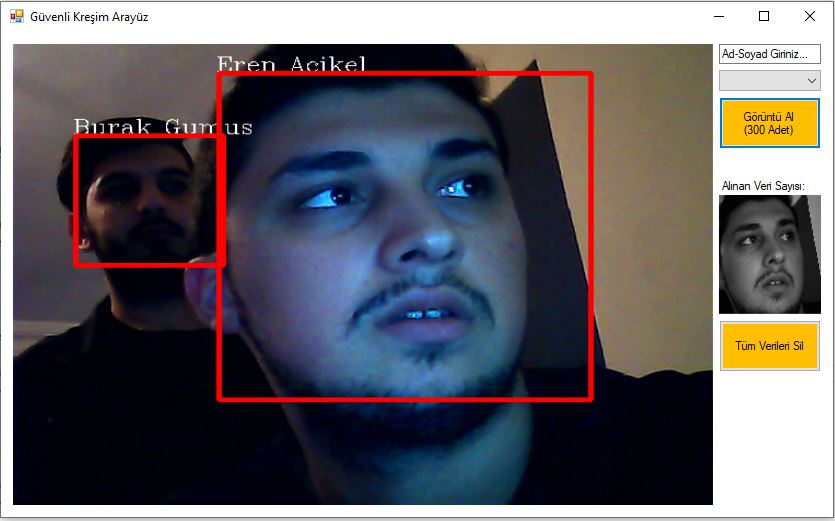 Güvenli Kreşim Arayüz
Eren Acikel
Burak Gumus
Ad-Soyad Giriniz...
Görüntü Al
(300 Adet)
Alınan Veri Sayısı:
Tüm Verileri Sil